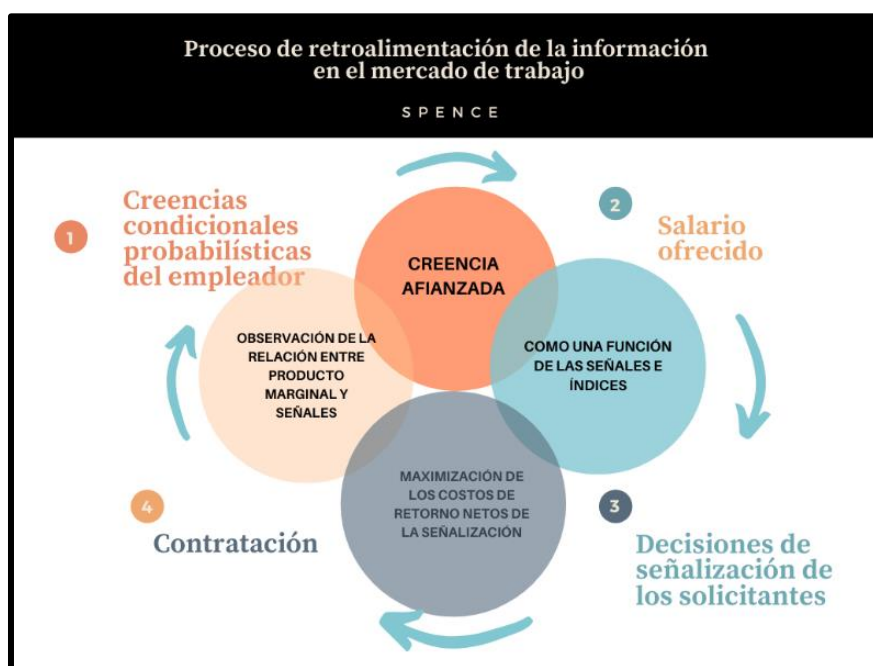 Proceso de retroalimentación de la información
en el mercado de trabajo
SPENCE
1
Creencias
condicionales
probabilísticas
del empleador
CREENCIA
AFIANZADA
2
Salario
ofrecido
COMO UNA FUNCIÓN
DE LAS SEÑALES E
ÍNDICES
3
Decisiones de
señalización de
los solicitantes
MAXIMIZACIÓN DE
LOS COSTOS DE
RETORNO NETOS DE
LA SEÑALIZACIÓN
4
Contratación
OBSERVACIÓN DE LA
RELACIÓN ENTRE
PRODUCTO
MARGINAL Y
SEÑALES